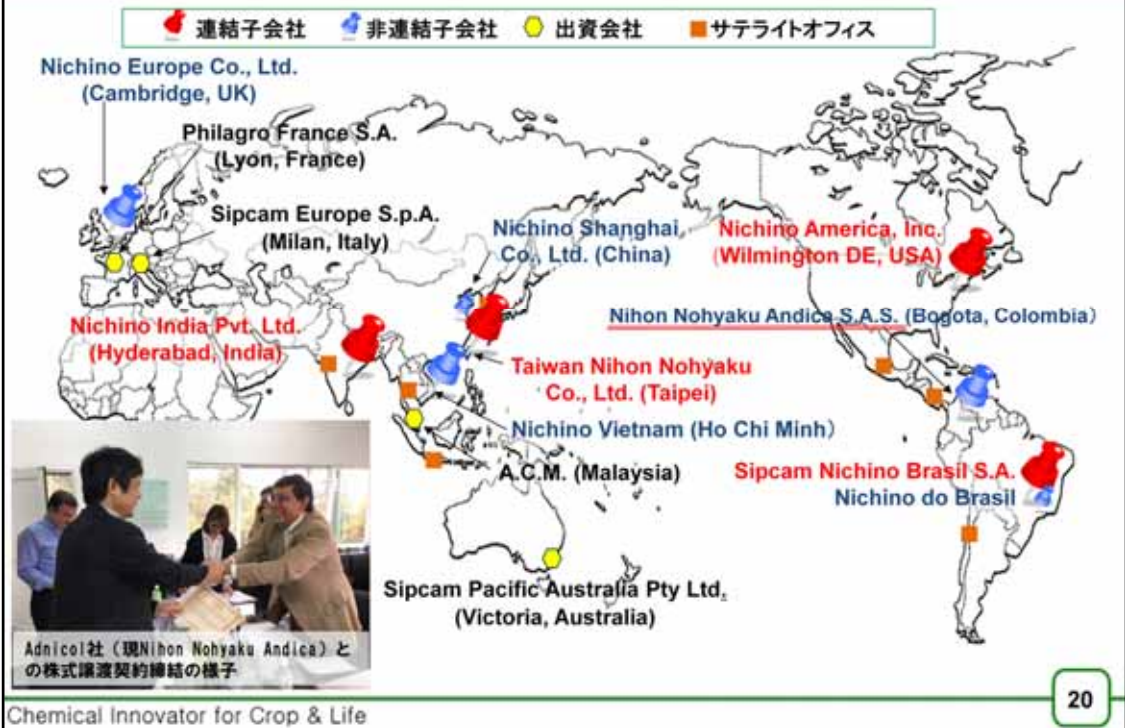 連結子会社 非連結子会社 出資会社 サテライトオフィス
Nichino Europe Co., Ltd.
(Cambridge, UK)
Philagro France S.A.
(Lyon, France)
Sipcam Europe S.p.A.
(Milan, Italy)
Nichino Shanghai
Co., Ltd. (China)
Nichino America, Inc.
(Wilmington DE, USA)
Nihon Nohyaku Andica S.A.S. (Bogota, Colombia)
Nichino India Pvt. Ltd.
(Hyderabad, India)
Taiwan Nihon Nohyaku
Co., Ltd. (Taipei)
Nichino Vietnam (Ho Chi Minh)
A.C.M. (Malaysia)
Sipcam Nichino Brasil S.A.
Nichino do Brasil
Sipcam Pacific Australia Pty Ltd.
(Victoria, Australia)
Adnicol社（現Nihon Nohyaku Andica）と
の株式譲渡契約締結の様子
20
Chemical Innovator for Crop & Life